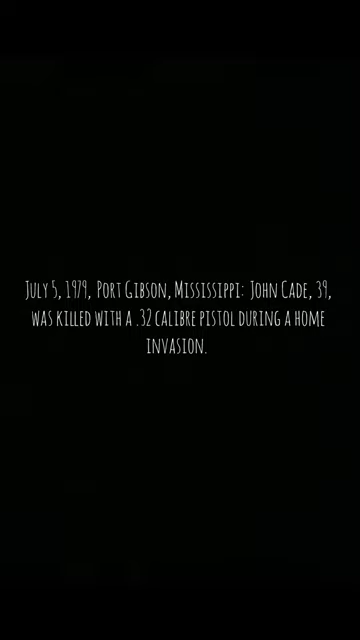 July 5, 1979, Port Gibson, Mississippi: John Cade, 39,
was killed with a .32 calibre pistol during a home
invasion.